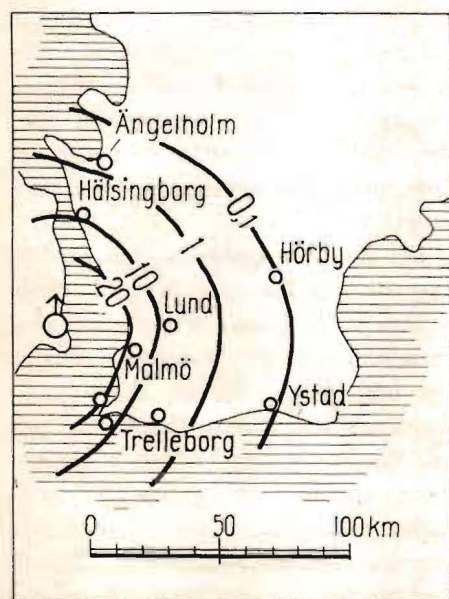 Ängelholm
Hälsingborg
0,1
1
Hörby
10
20
Lund
Malmö
Ystad
Trelleborg
0 50 100 km